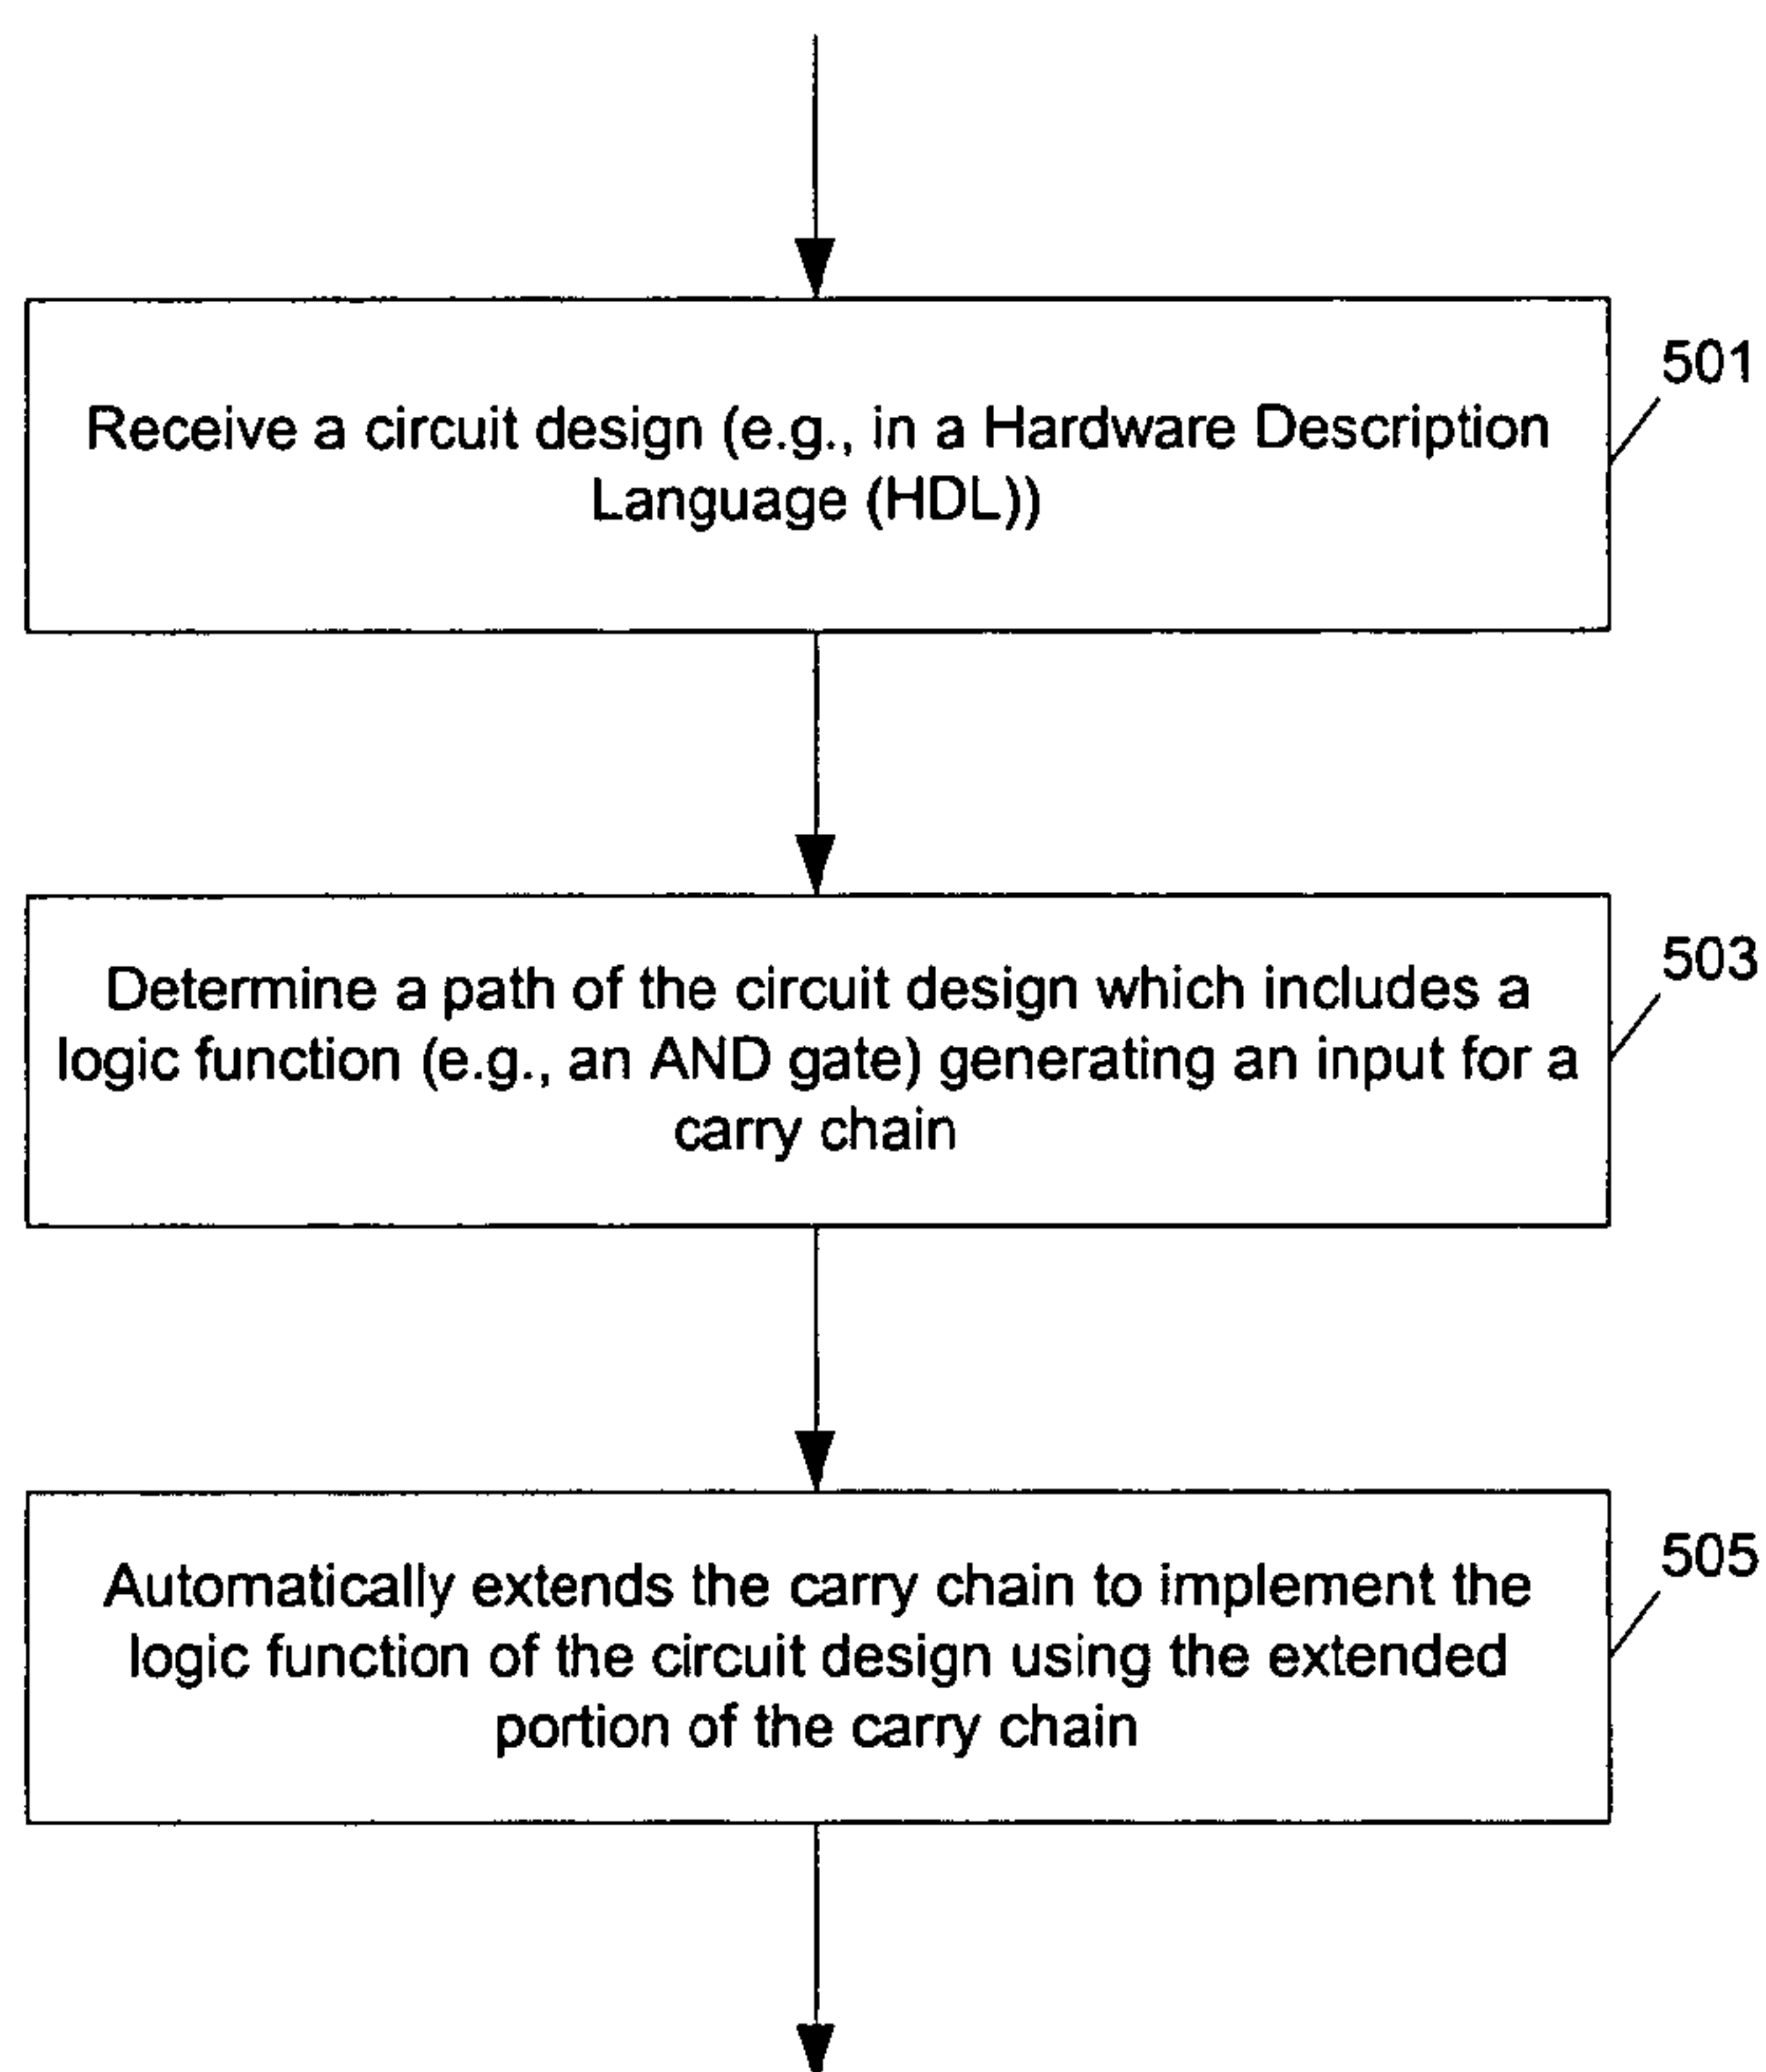 501
Receive a circuit design (e.g., in a Hardware Description
Language (HDL))
503
Determine a path of the circuit design which includes a
logic function (e.g., an AND gate) generating an input for a
carry chain
505
Automatically extends the carry chain to implement the
logic function of the circuit design using the extended
portion of the carry chain